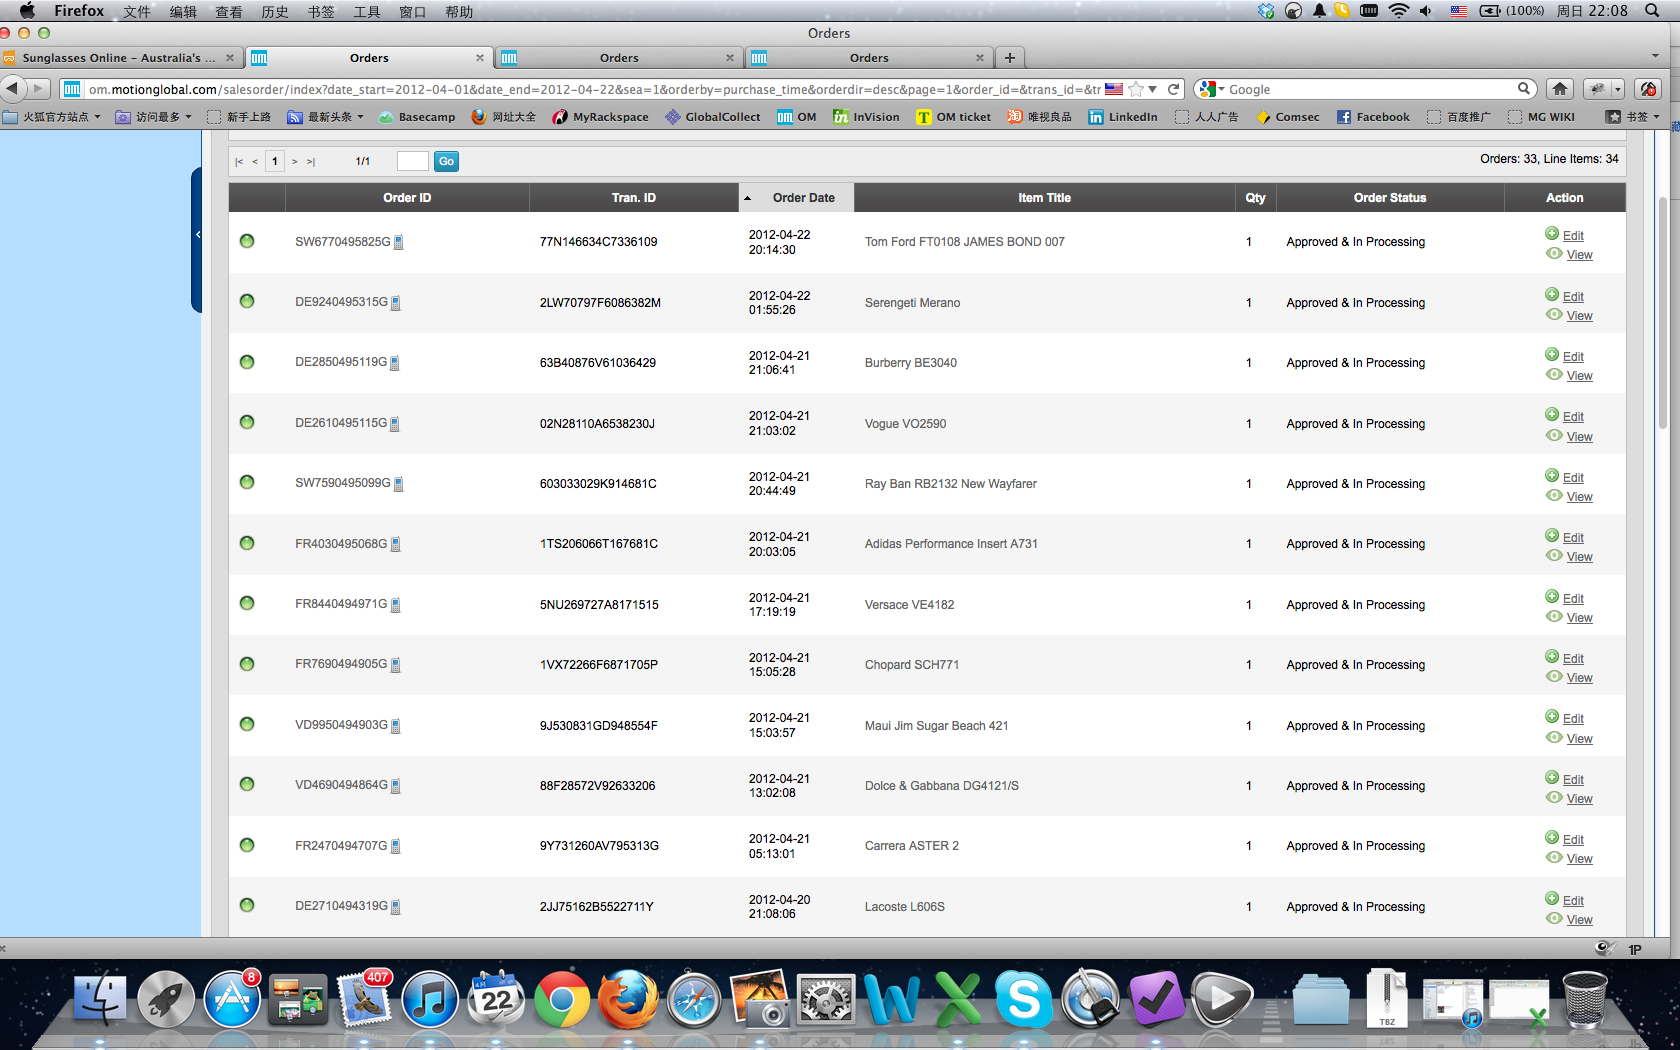 Firefox 文件 编辑 查看 历史 书签 工具 窗口 帮助 (100%) 周日 22:08
Orders
Sunglasses Online – Australia's ... Orders Orders Orders
om.motionglobal.com/salesorder/index?date_start=2012-04-01&date_end=2012-04-22&sea=1&orderby=purchase_time&orderdir=desc&page=1&order_id=&trans_id=&tr Google
火狐官方站点 访问最多 新手上路 最新头条 Basecamp 网址大全 MyRackspace GlobalCollect OM InVision OM ticket 唯视良品 LinkedIn 人人广告 Comsec Facebook 百度推广 MG WIKI 书签
|< < 1 > >| 1/1 Go Orders: 33, Line Items: 34
Order ID Tran. ID Order Date Item Title Qty Order Status Action
SW6770495825G 77N146634C7336109 2012-04-22 20:14:30 Tom Ford FT0108 JAMES BOND 007 1 Approved & In Processing Edit View
DE9240495315G 2LW70797F6086382M 2012-04-22 01:55:26 Serengeti Merano 1 Approved & In Processing Edit View
DE2850495119G 63B40876V61036429 2012-04-21 21:06:41 Burberry BE3040 1 Approved & In Processing Edit View
DE2610495115G 02N28110A6538230J 2012-04-21 21:03:02 Vogue VO2590 1 Approved & In Processing Edit View
SW7590495099G 603033029K914681C 2012-04-21 20:44:49 Ray Ban RB2132 New Wayfarer 1 Approved & In Processing Edit View
FR4030495068G 1TS206066T167681C 2012-04-21 20:03:05 Adidas Performance Insert A731 1 Approved & In Processing Edit View
FR8440494971G 5NU269727A8171515 2012-04-21 17:19:19 Versace VE4182 1 Approved & In Processing Edit View
FR7690494905G 1VX72266F6871705P 2012-04-21 15:05:28 Chopard SCH771 1 Approved & In Processing Edit View
VD9950494903G 9J530831GD948554F 2012-04-21 15:03:57 Maui Jim Sugar Beach 421 1 Approved & In Processing Edit View
VD4690494864G 88F28572V92633206 2012-04-21 13:02:08 Dolce & Gabbana DG4121/S 1 Approved & In Processing Edit View
FR2470494707G 9Y731260AV795313G 2012-04-21 05:13:01 Carrera ASTER 2 1 Approved & In Processing Edit View
DE2710494319G 2JJ75162B5522711Y 2012-04-20 21:08:06 Lacoste L606S 1 Approved & In Processing Edit View
1P
8 407 4月 22 TBZ